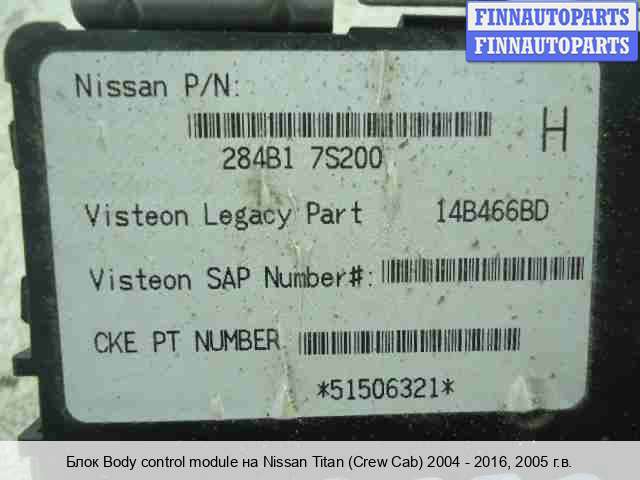 FINNAUTOPARTS
FINNAUTOPARTS
Nissan P/N:
H
284B1 7S200
Visteon Legacy Part 14B466BD
Visteon SAP Number#:
CKE PT NUMBER
*51506321*
Блок Body control module на Nissan Titan (Crew Cab) 2004 - 2016, 2005 г.в.